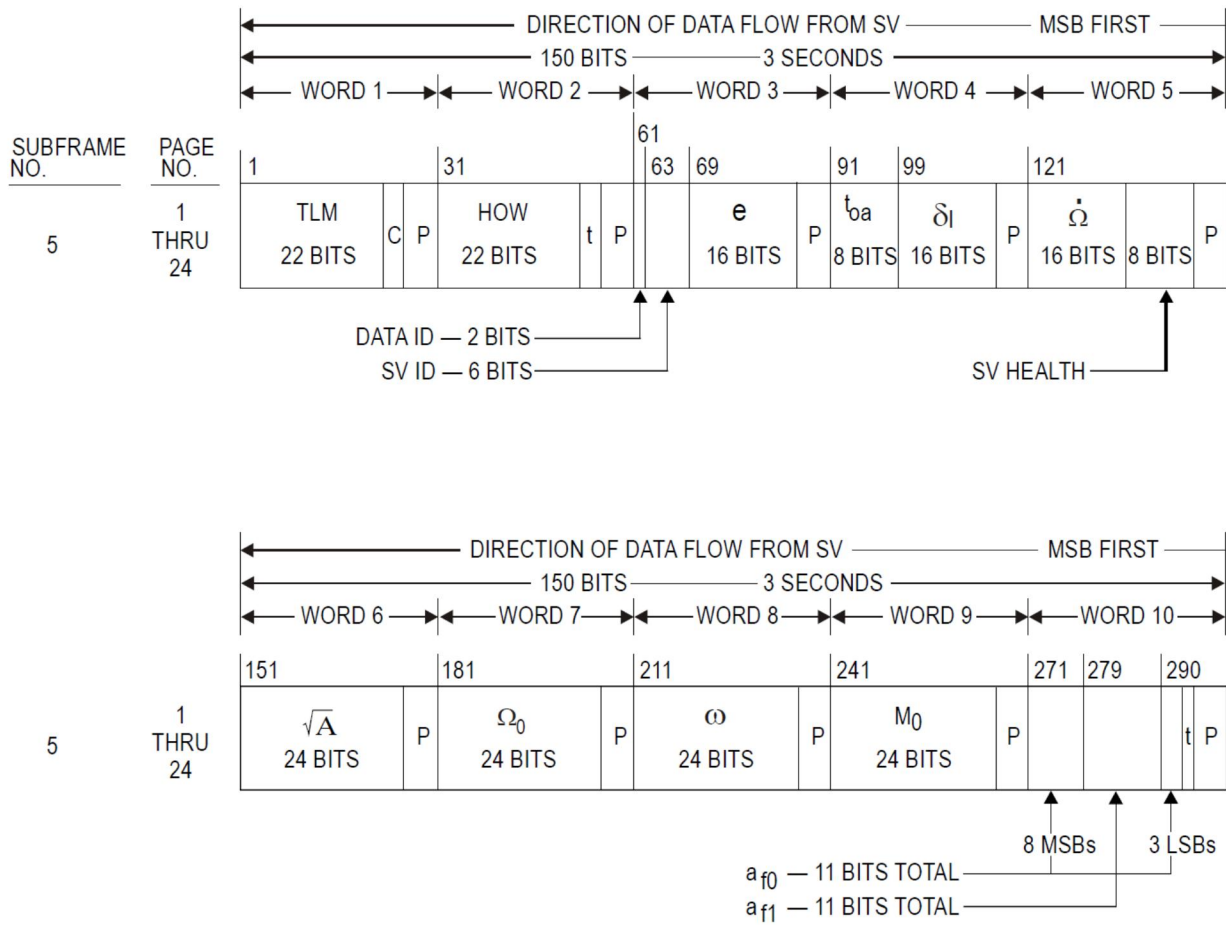 DIRECTION OF DATA FLOW FROM SV MSB FIRST
150 BITS 3 SECONDS
WORD 1 WORD 2 WORD 3 WORD 4 WORD 5
SUBFRAME NO. PAGE NO.
61
1 31 63 69 91 99 121
5 1 THRU 24
TLM 22 BITS C P HOW 22 BITS t P e 16 BITS P toa 8 BITS δI 16 BITS P Ω̇ 16 BITS 8 BITS P
DATA ID — 2 BITS
SV ID — 6 BITS SV HEALTH
DIRECTION OF DATA FLOW FROM SV MSB FIRST
150 BITS 3 SECONDS
WORD 6 WORD 7 WORD 8 WORD 9 WORD 10
151 181 211 241 271 279 290
5 1 THRU 24
√A 24 BITS P Ω0 24 BITS P ω 24 BITS P M0 24 BITS P t P
8 MSBs 3 LSBs
af0 — 11 BITS TOTAL
af1 — 11 BITS TOTAL